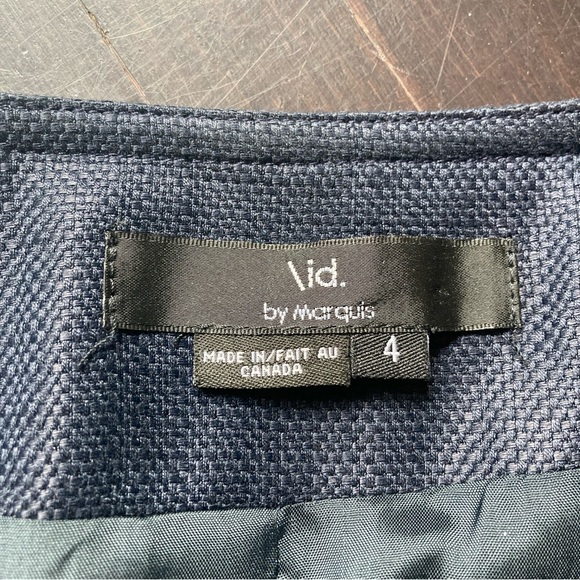 \id.
by Marquis
MADE IN/FAIT AU
CANADA
4